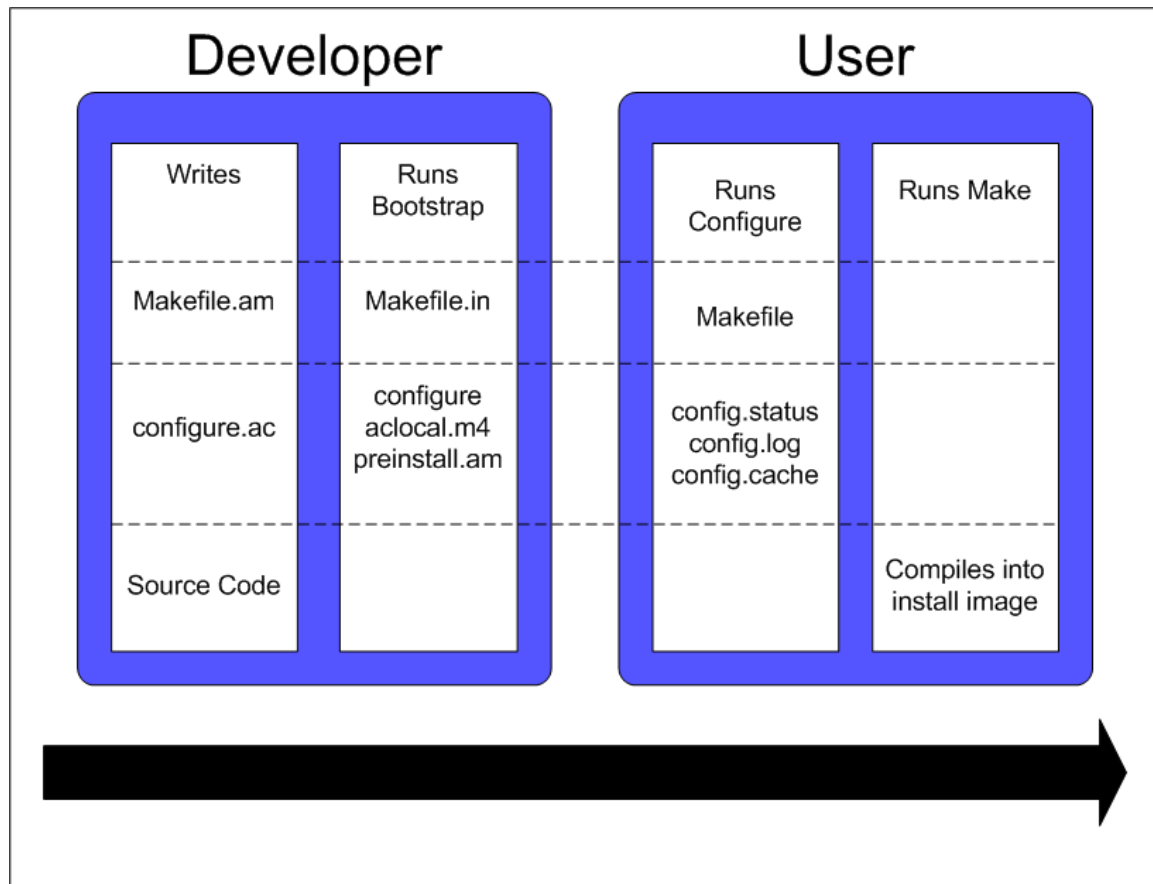 Developer
User
Writes
Runs
Bootstrap
Runs
Configure
Runs Make
Makefile.am
Makefile.in
Makefile
configure.ac
configure
aclocal.m4
preinstall.am
config.status
config.log
config.cache
Source Code
Compiles into
install image